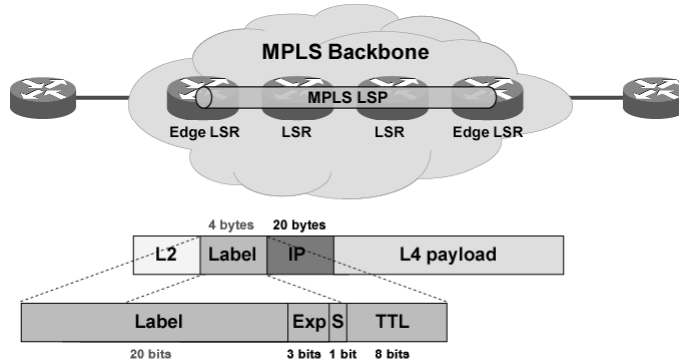 MPLS Backbone
MPLS LSP
Edge LSR LSR LSR Edge LSR
4 bytes 20 bytes
L2 Label IP L4 payload
Label Exp S TTL
20 bits 3 bits 1 bit 8 bits